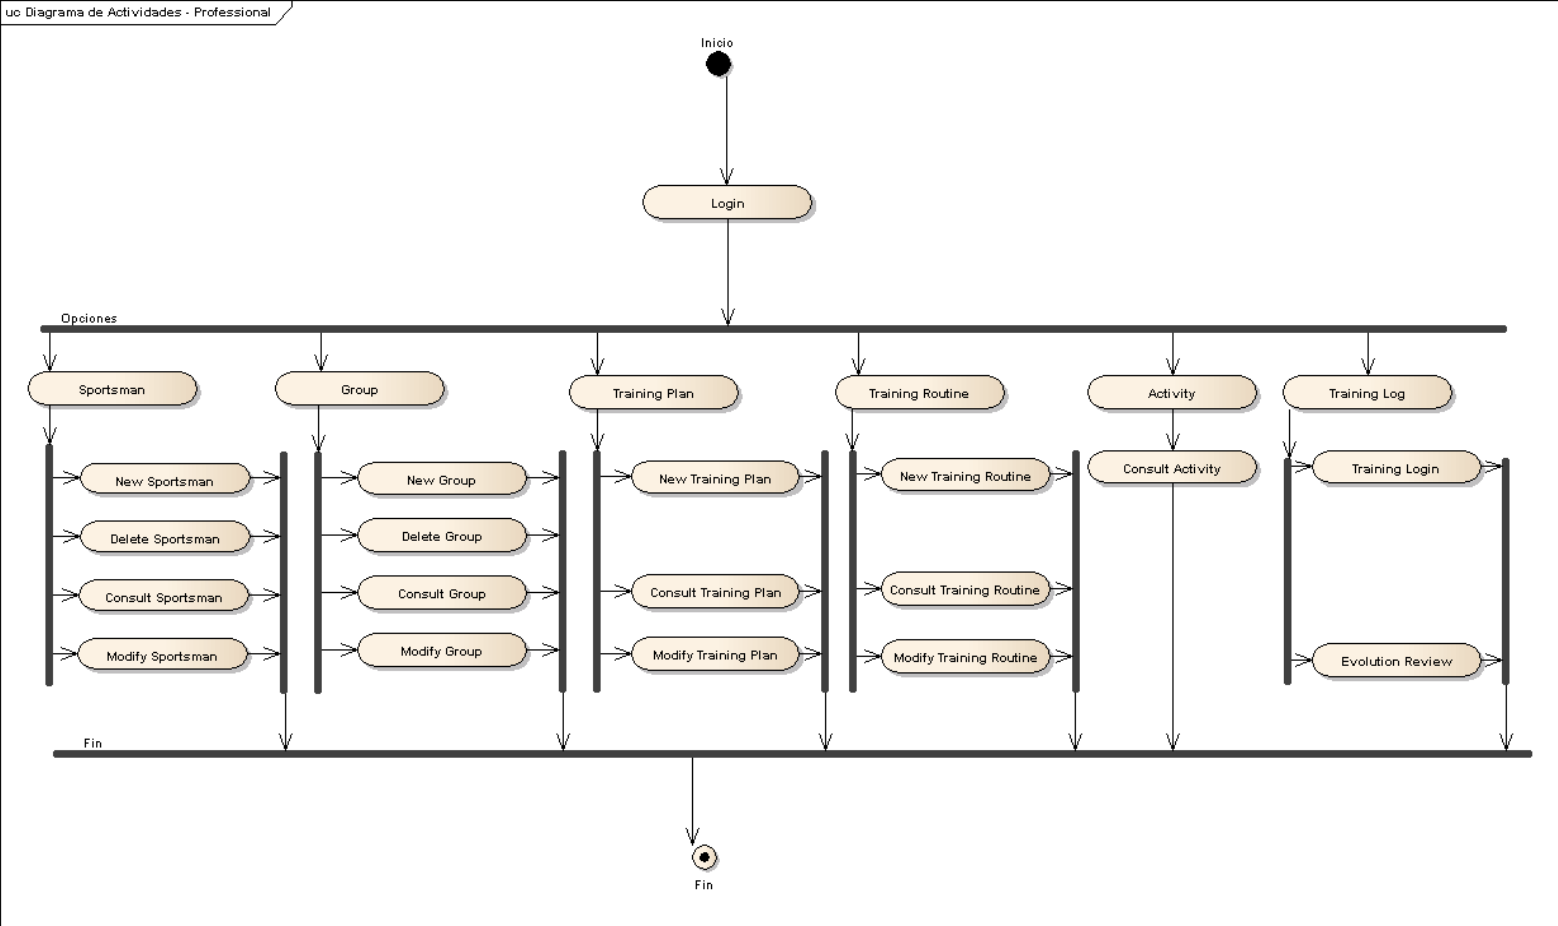 uc Diagrama de Actividades - Professional
Inicio
Login
Opciones
Sportsman
Group
Training Plan
Training Routine
Activity
Training Log
New Sportsman
Delete Sportsman
Consult Sportsman
Modify Sportsman
New Group
Delete Group
Consult Group
Modify Group
New Training Plan
Consult Training Plan
Modify Training Plan
New Training Routine
Consult Training Routine
Modify Training Routine
Consult Activity
Training Login
Evolution Review
Fin
Fin